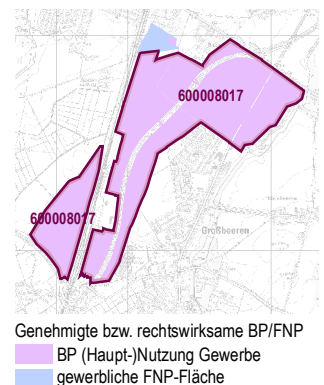 600008017
600008017
Großbeeren
Genehmigte bzw. rechtswirksame BP/FNP
BP (Haupt-)Nutzung Gewerbe
gewerbliche FNP-Fläche